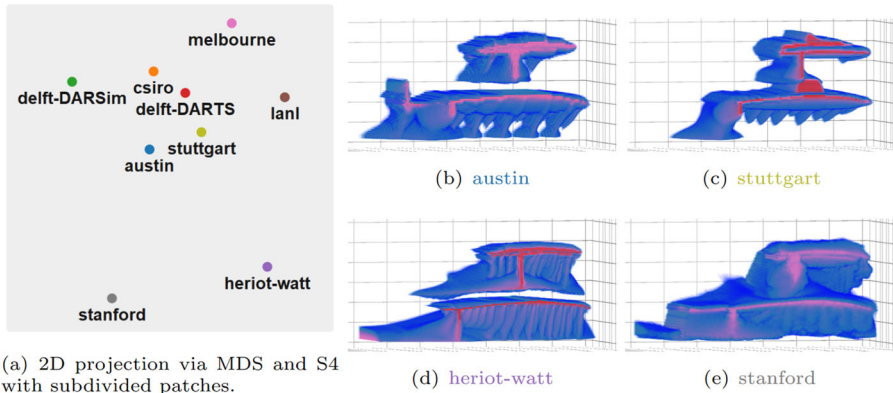 melbourne
csiro
delft-DARSim
delft-DARTS
lanl
stuttgart
austin
heriot-watt
stanford
(a) 2D projection via MDS and S4
with subdivided patches.
(b) austin
(c) stuttgart
(d) heriot-watt
(e) stanford